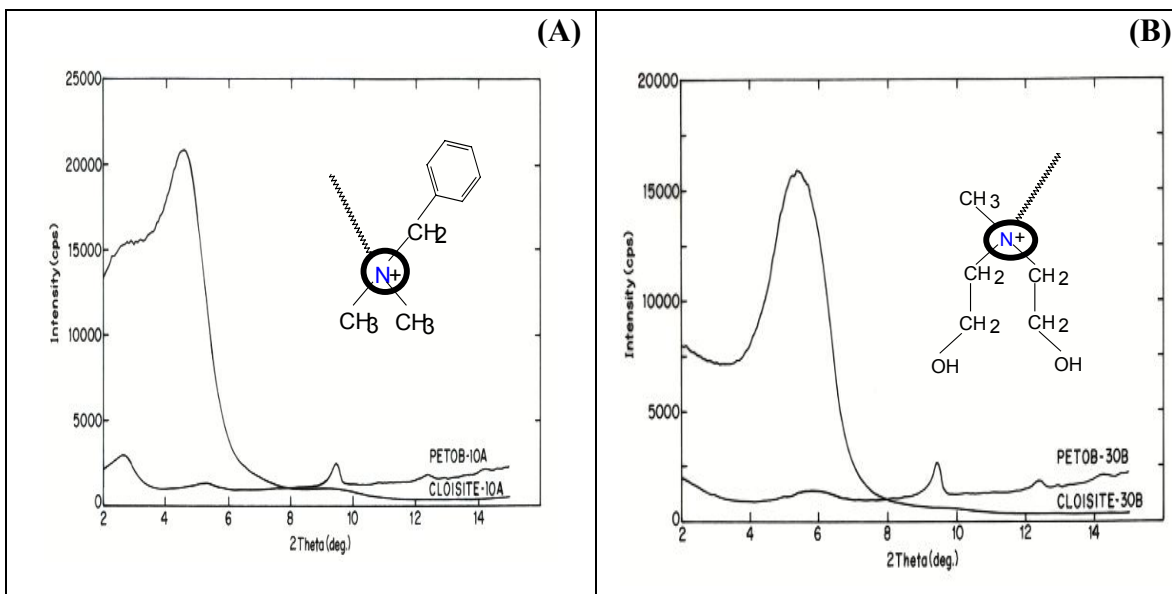 (A)
25000
20000
15000
10000
5000
0
Intensity (cps)
2 4 6 8 10 12 14
2Theta(deg.)
CH2
N+
CH3 CH3
PETOB-10A
CLOISITE-10A
(B)
20000
15000
10000
5000
0
Intensity (cps)
2 4 6 8 10 12 14
2Theta(deg.)
CH3
N+
CH2 CH2
CH2 CH2
OH OH
PETOB-30B
CLOISITE-30B